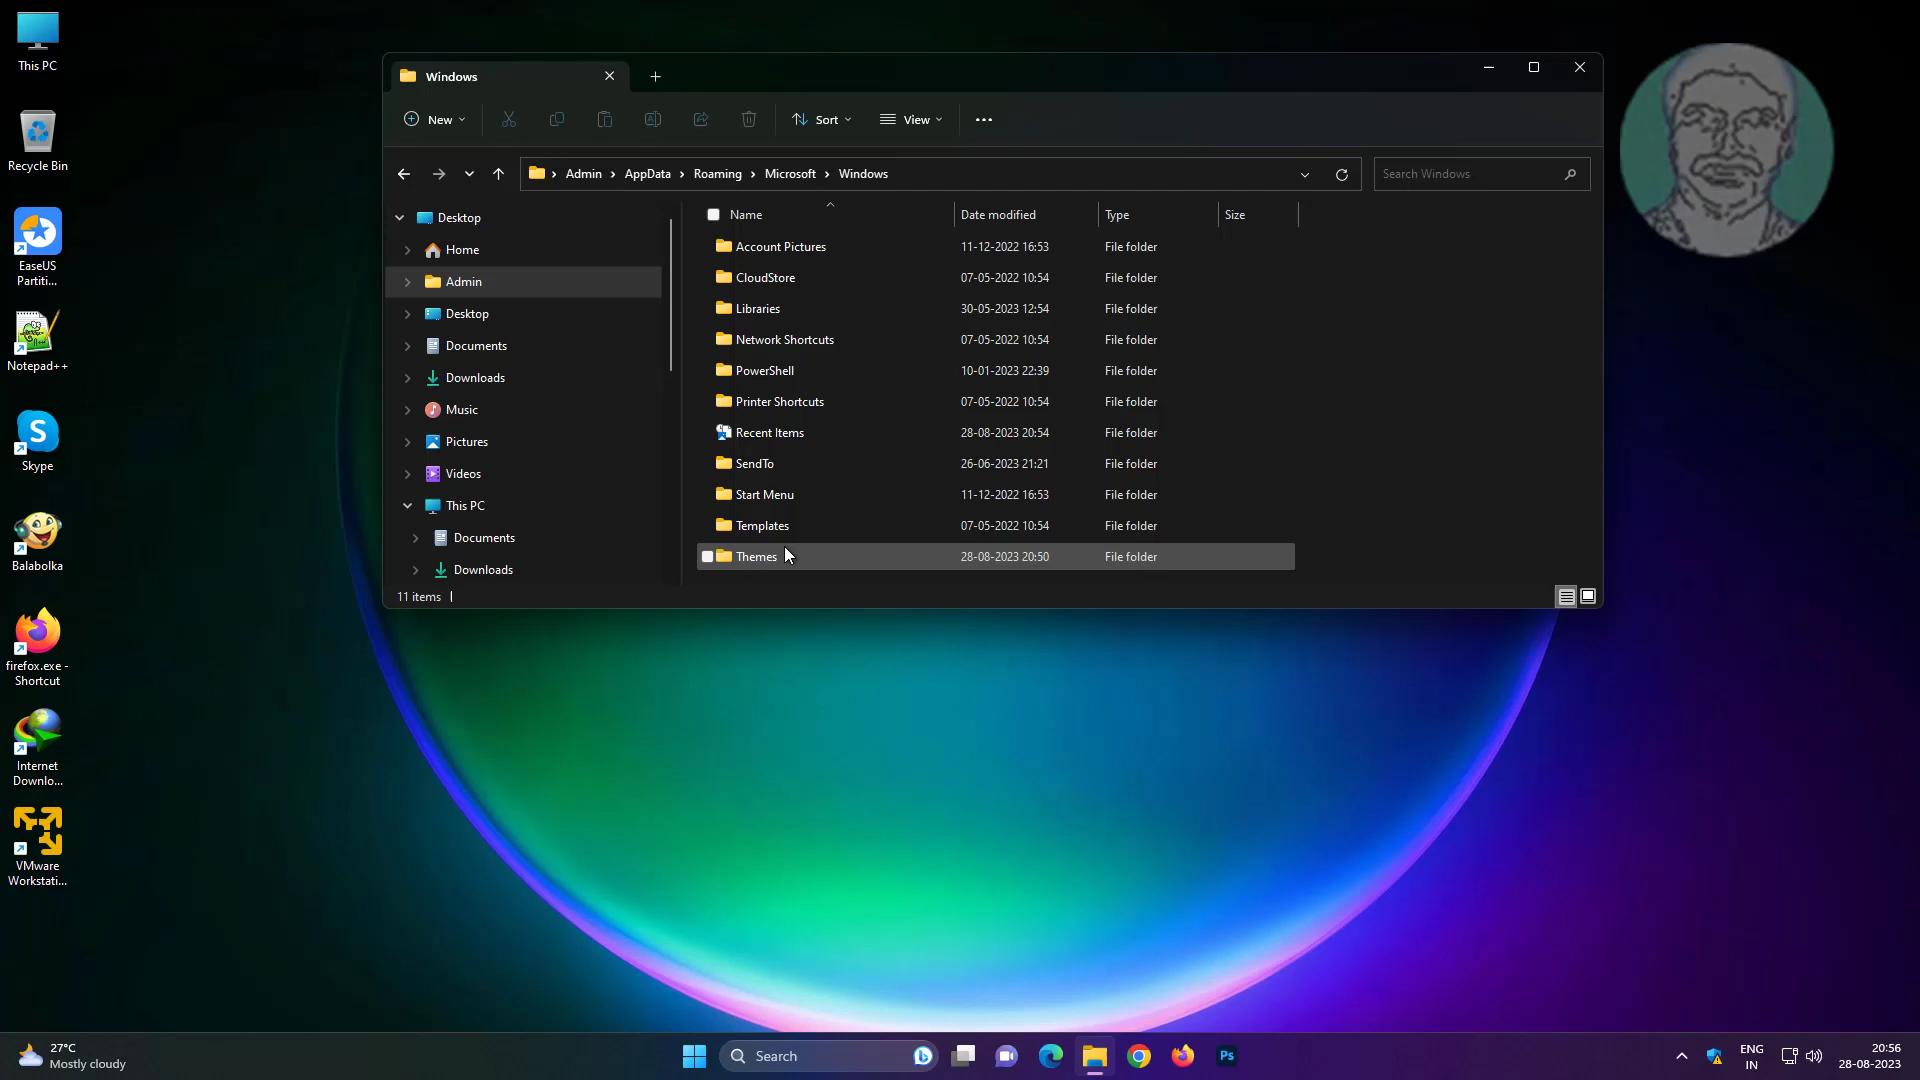 This PC
Recycle Bin
EaseUS
Partiti...
Notepad++
S
Skype
Balabolka
firefox.exe -
Shortcut
Internet
Downlo...
VMware
Workstati...
Windows
New
Sort
View
Admin
AppData
Roaming
Microsoft
Windows
Search Windows
Desktop
Home
Admin
Desktop
Documents
Downloads
Music
Pictures
Videos
This PC
Documents
Downloads
Name Date modified Type Size
Account Pictures 11-12-2022 16:53 File folder
CloudStore 07-05-2022 10:54 File folder
Libraries 30-05-2023 12:54 File folder
Network Shortcuts 07-05-2022 10:54 File folder
PowerShell 10-01-2023 22:39 File folder
Printer Shortcuts 07-05-2022 10:54 File folder
Recent Items 28-08-2023 20:54 File folder
SendTo 26-06-2023 21:21 File folder
Start Menu 11-12-2022 16:53 File folder
Templates 07-05-2022 10:54 File folder
Themes 28-08-2023 20:50 File folder
11 items
27°C
Mostly cloudy
Search
Ps
ENG
IN
20:56
28-08-2023